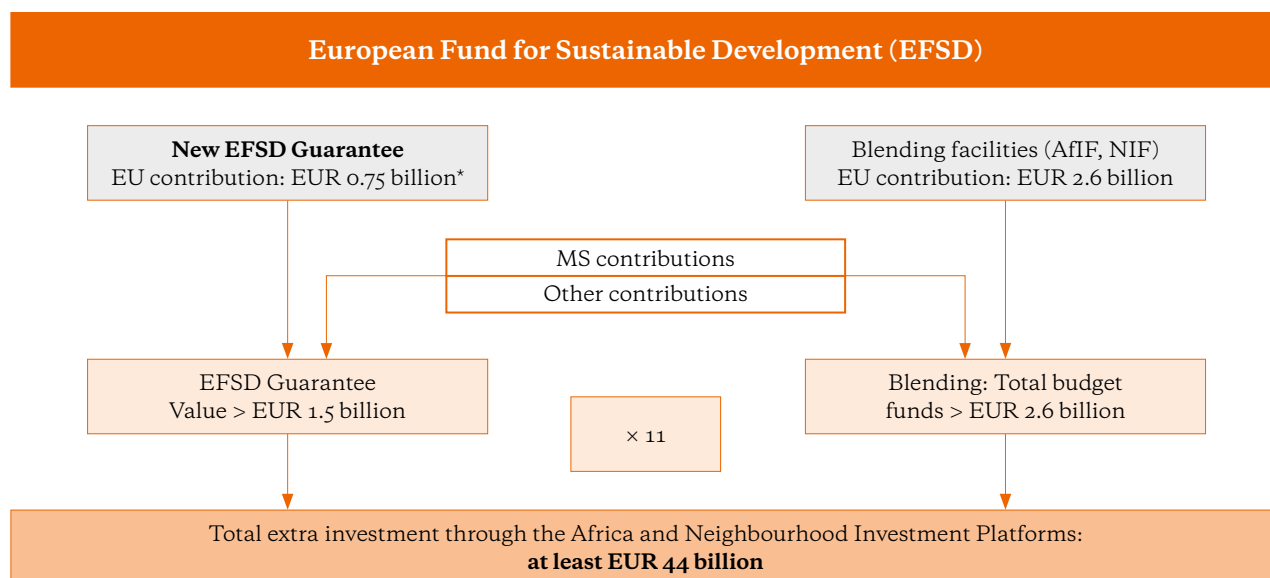 European Fund for Sustainable Development (EFSD)
New EFSD Guarantee
EU contribution: EUR 0.75 billion*
Blending facilities (AfIF, NIF)
EU contribution: EUR 2.6 billion
MS contributions
Other contributions
EFSD Guarantee
Value > EUR 1.5 billion
× 11
Blending: Total budget
funds > EUR 2.6 billion
Total extra investment through the Africa and Neighbourhood Investment Platforms:
at least EUR 44 billion